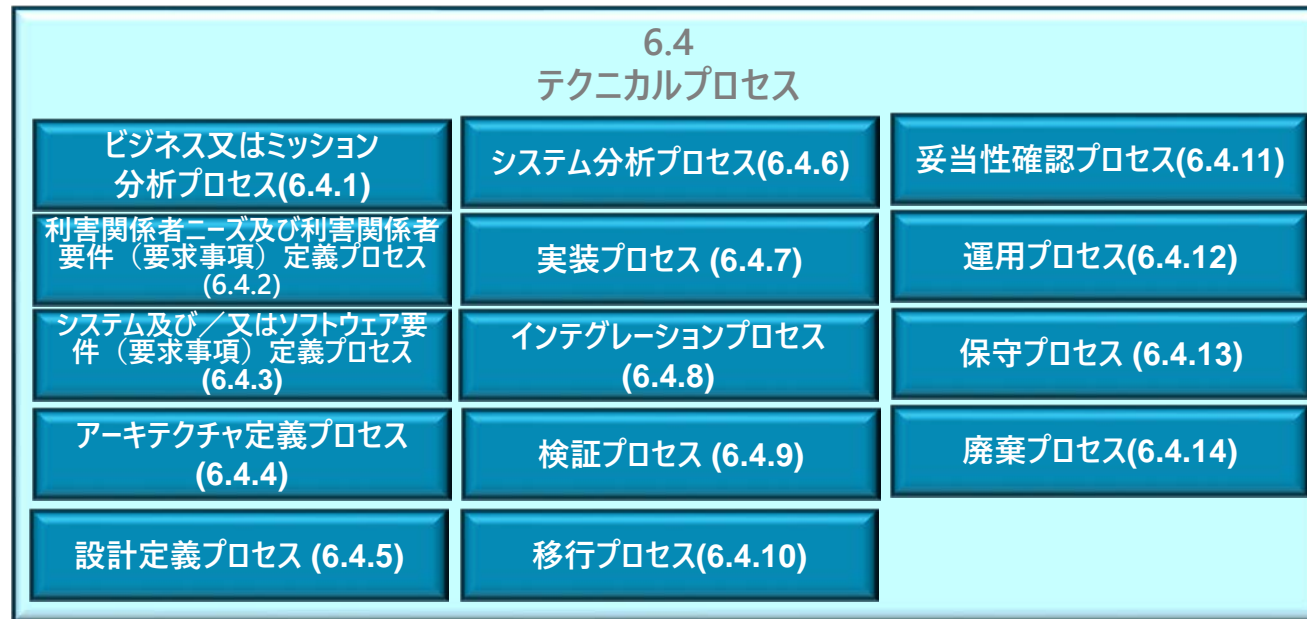 6.4
テクニカルプロセス
ビジネス又はミッション
分析プロセス(6.4.1)
利害関係者ニーズ及び利害関係者
要件（要求事項）定義プロセス
(6.4.2)
システム及び／又はソフトウェア要
件（要求事項）定義プロセス
(6.4.3)
アーキテクチャ定義プロセス
(6.4.4)
設計定義プロセス (6.4.5)
システム分析プロセス(6.4.6)
実装プロセス (6.4.7)
インテグレーションプロセス
(6.4.8)
検証プロセス (6.4.9)
移行プロセス(6.4.10)
妥当性確認プロセス(6.4.11)
運用プロセス(6.4.12)
保守プロセス (6.4.13)
廃棄プロセス(6.4.14)